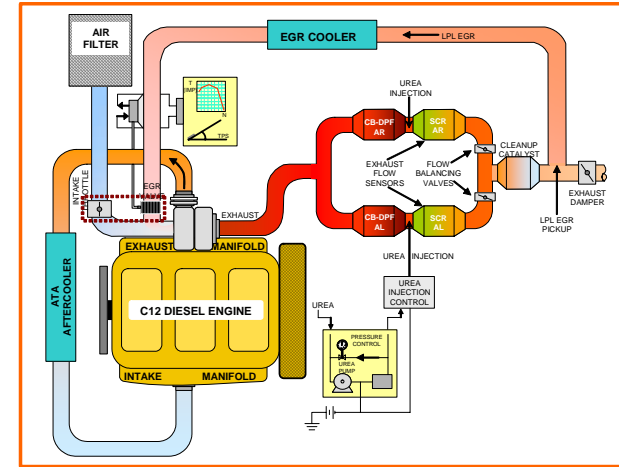 AIR
FILTER
EGR COOLER
LPL EGR
T
(IMP)
N
TPS
UREA
INJECTION
CB-DPF
AR
SCR
AR
CLEANUP
CATALYST
INTAKE
EGR
EXHAUST
FLOW
SENSORS
FLOW
BALANCING
VALVES
EXHAUST
DAMPER
LPL EGR
PICKUP
EXHAUST
CB-DPF
AL
SCR
AL
EXHAUST MANIFOLD
UREA INJECTION
ATA
AFTERCOOLER
C12 DIESEL ENGINE
UREA
INJECTION
CONTROL
UREA
PRESSURE
CONTROL
UREA
PUMP
INTAKE MANIFOLD